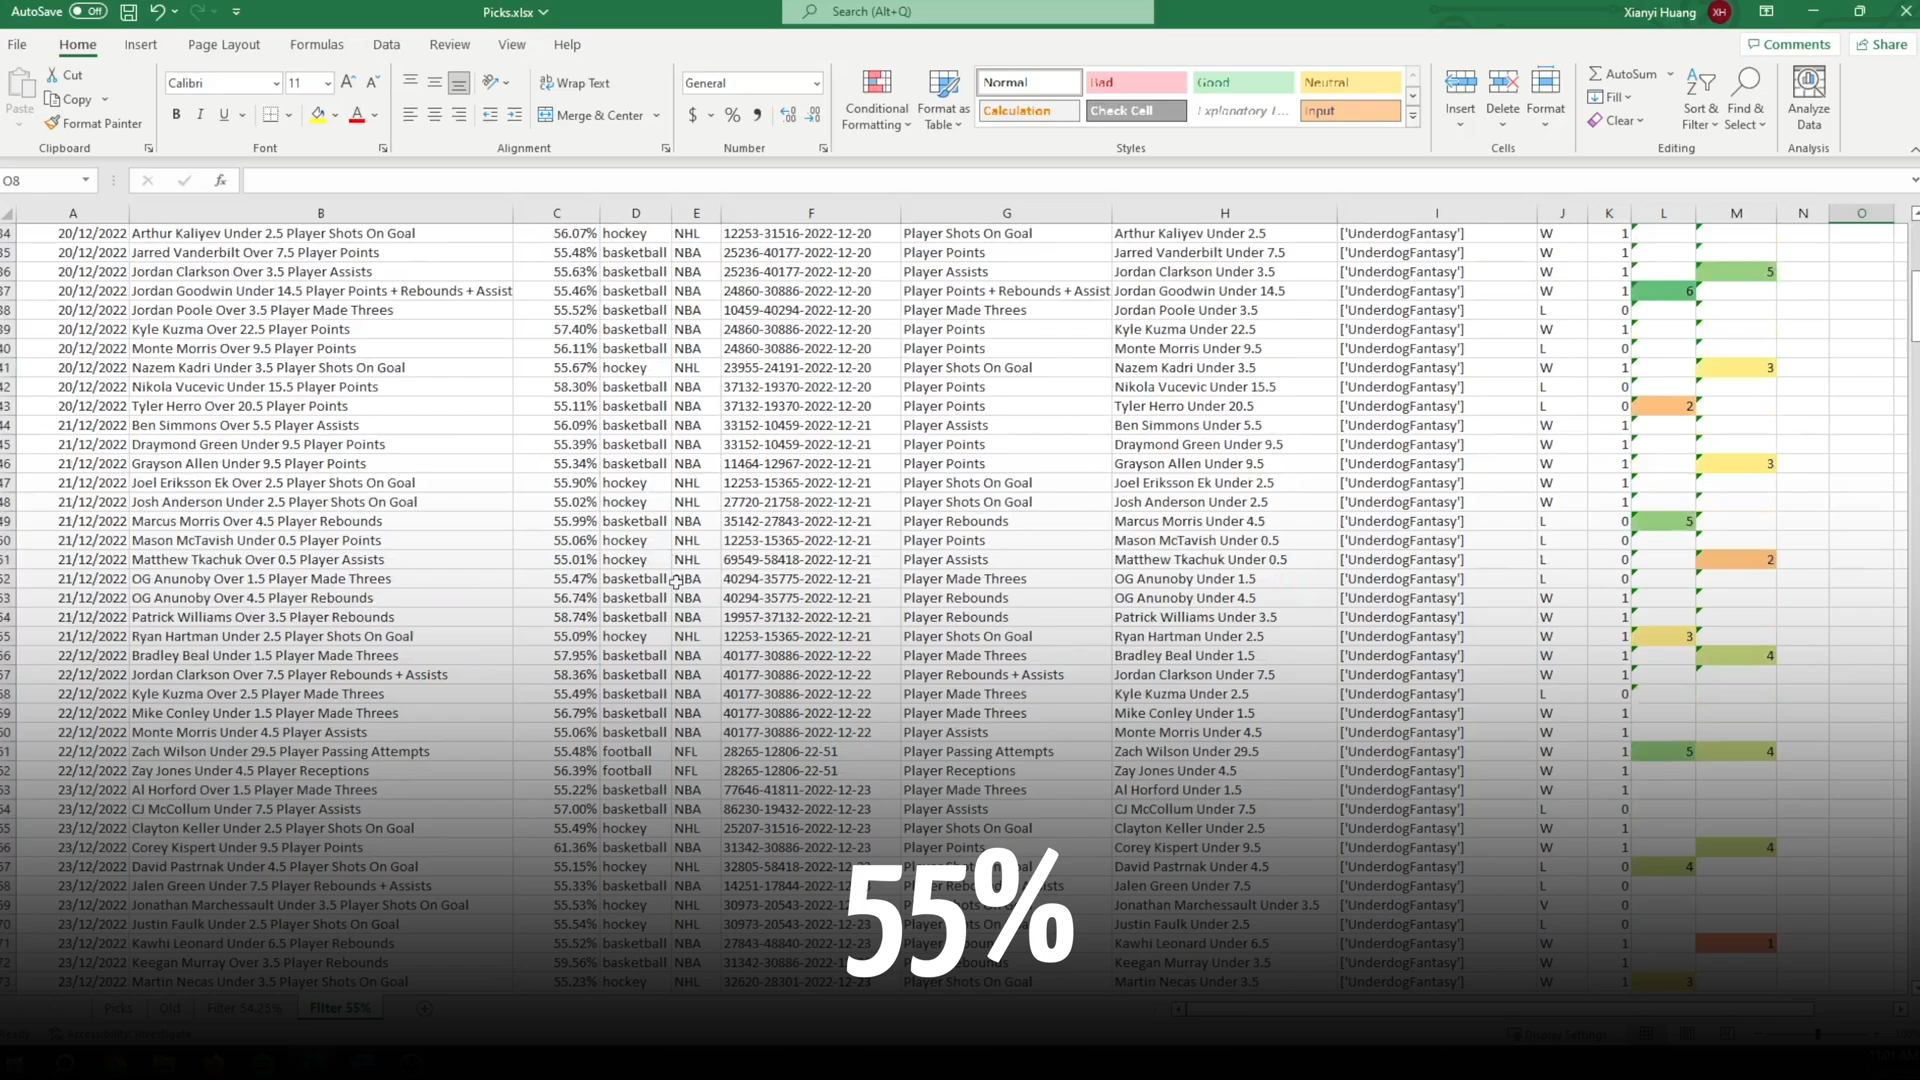 AutoSave Off Picks.xlsx Search (Alt+Q) Xianyi Huang XH
File Home Insert Page Layout Formulas Data Review View Help Comments Share
Paste Cut Copy Format Painter Clipboard
Calibri 11 B I U A Font
Wrap Text Merge & Center Alignment
General $ % Number
Conditional Formatting Format as Table
Normal Bad Good Neutral
Calculation Check Cell Explanatory T... Input
Styles
Insert Delete Format Cells
AutoSum Fill Clear Sort & Filter Find & Select Editing
Analyze Data Analysis
O8 fx
A B C D E F G H I J K L M N O
34 20/12/2022 Arthur Kaliyev Under 2.5 Player Shots On Goal 56.07% hockey NHL 12253-31516-2022-12-20 Player Shots On Goal Arthur Kaliyev Under 2.5 ['UnderdogFantasy'] W 1
35 20/12/2022 Jarred Vanderbilt Over 7.5 Player Points 55.48% basketball NBA 25236-40177-2022-12-20 Player Points Jarred Vanderbilt Under 7.5 ['UnderdogFantasy'] W 1
36 20/12/2022 Jordan Clarkson Over 3.5 Player Assists 55.63% basketball NBA 25236-40177-2022-12-20 Player Assists Jordan Clarkson Under 3.5 ['UnderdogFantasy'] W 1 5
37 20/12/2022 Jordan Goodwin Under 14.5 Player Points + Rebounds + Assist 55.46% basketball NBA 24860-30886-2022-12-20 Player Points + Rebounds + Assist Jordan Goodwin Under 14.5 ['UnderdogFantasy'] W 1 6
38 20/12/2022 Jordan Poole Over 3.5 Player Made Threes 55.52% basketball NBA 10459-40294-2022-12-20 Player Made Threes Jordan Poole Under 3.5 ['UnderdogFantasy'] L 0
39 20/12/2022 Kyle Kuzma Over 22.5 Player Points 57.40% basketball NBA 24860-30886-2022-12-20 Player Points Kyle Kuzma Under 22.5 ['UnderdogFantasy'] W 1
40 20/12/2022 Monte Morris Over 9.5 Player Points 56.11% basketball NBA 24860-30886-2022-12-20 Player Points Monte Morris Under 9.5 ['UnderdogFantasy'] L 0
41 20/12/2022 Nazem Kadri Under 3.5 Player Shots On Goal 55.67% hockey NHL 23955-24191-2022-12-20 Player Shots On Goal Nazem Kadri Under 3.5 ['UnderdogFantasy'] W 1 3
42 20/12/2022 Nikola Vucevic Under 15.5 Player Points 58.30% basketball NBA 37132-19370-2022-12-20 Player Points Nikola Vucevic Under 15.5 ['UnderdogFantasy'] L 0
43 20/12/2022 Tyler Herro Over 20.5 Player Points 55.11% basketball NBA 37132-19370-2022-12-20 Player Points Tyler Herro Under 20.5 ['UnderdogFantasy'] L 0 2
44 21/12/2022 Ben Simmons Over 5.5 Player Assists 56.09% basketball NBA 33152-10459-2022-12-21 Player Assists Ben Simmons Under 5.5 ['UnderdogFantasy'] W 1
45 21/12/2022 Draymond Green Under 9.5 Player Points 55.39% basketball NBA 33152-10459-2022-12-21 Player Points Draymond Green Under 9.5 ['UnderdogFantasy'] W 1
46 21/12/2022 Grayson Allen Under 9.5 Player Points 55.34% basketball NBA 11464-12967-2022-12-21 Player Points Grayson Allen Under 9.5 ['UnderdogFantasy'] W 1 3
47 21/12/2022 Joel Eriksson Ek Over 2.5 Player Shots On Goal 55.90% hockey NHL 12253-15365-2022-12-21 Player Shots On Goal Joel Eriksson Ek Under 2.5 ['UnderdogFantasy'] W 1
48 21/12/2022 Josh Anderson Under 2.5 Player Shots On Goal 55.02% hockey NHL 27720-21758-2022-12-21 Player Shots On Goal Josh Anderson Under 2.5 ['UnderdogFantasy'] W 1
49 21/12/2022 Marcus Morris Over 4.5 Player Rebounds 55.99% basketball NBA 35142-27843-2022-12-21 Player Rebounds Marcus Morris Under 4.5 ['UnderdogFantasy'] L 0 5
50 21/12/2022 Mason McTavish Under 0.5 Player Points 55.06% hockey NHL 12253-15365-2022-12-21 Player Points Mason McTavish Under 0.5 ['UnderdogFantasy'] L 0
51 21/12/2022 Matthew Tkachuk Over 0.5 Player Assists 55.01% hockey NHL 69549-58418-2022-12-21 Player Assists Matthew Tkachuk Under 0.5 ['UnderdogFantasy'] L 0 2
52 21/12/2022 OG Anunoby Over 1.5 Player Made Threes 55.47% basketball NBA 40294-35775-2022-12-21 Player Made Threes OG Anunoby Under 1.5 ['UnderdogFantasy'] L 0
53 21/12/2022 OG Anunoby Over 4.5 Player Rebounds 56.74% basketball NBA 40294-35775-2022-12-21 Player Rebounds OG Anunoby Under 4.5 ['UnderdogFantasy'] W 1
54 21/12/2022 Patrick Williams Over 3.5 Player Rebounds 58.74% basketball NBA 19957-37132-2022-12-21 Player Rebounds Patrick Williams Under 3.5 ['UnderdogFantasy'] W 1
55 21/12/2022 Ryan Hartman Under 2.5 Player Shots On Goal 55.09% hockey NHL 12253-15365-2022-12-21 Player Shots On Goal Ryan Hartman Under 2.5 ['UnderdogFantasy'] W 1 3
56 22/12/2022 Bradley Beal Under 1.5 Player Made Threes 57.95% basketball NBA 40177-30886-2022-12-22 Player Made Threes Bradley Beal Under 1.5 ['UnderdogFantasy'] W 1 4
57 22/12/2022 Jordan Clarkson Over 7.5 Player Rebounds + Assists 58.36% basketball NBA 40177-30886-2022-12-22 Player Rebounds + Assists Jordan Clarkson Under 7.5 ['UnderdogFantasy'] W 1
58 22/12/2022 Kyle Kuzma Over 2.5 Player Made Threes 55.49% basketball NBA 40177-30886-2022-12-22 Player Made Threes Kyle Kuzma Under 2.5 ['UnderdogFantasy'] L 0
59 22/12/2022 Mike Conley Under 1.5 Player Made Threes 56.79% basketball NBA 40177-30886-2022-12-22 Player Made Threes Mike Conley Under 1.5 ['UnderdogFantasy'] W 1
60 22/12/2022 Monte Morris Under 4.5 Player Assists 55.06% basketball NBA 40177-30886-2022-12-22 Player Assists Monte Morris Under 4.5 ['UnderdogFantasy'] W 1
61 22/12/2022 Zach Wilson Under 29.5 Player Passing Attempts 55.48% football NFL 28265-12806-22-51 Player Passing Attempts Zach Wilson Under 29.5 ['UnderdogFantasy'] W 1 5 4
62 22/12/2022 Zay Jones Under 4.5 Player Receptions 56.39% football NFL 28265-12806-22-51 Player Receptions Zay Jones Under 4.5 ['UnderdogFantasy'] W 1
63 23/12/2022 Al Horford Over 1.5 Player Made Threes 55.22% basketball NBA 77646-41811-2022-12-23 Player Made Threes Al Horford Under 1.5 ['UnderdogFantasy'] W 1
64 23/12/2022 CJ McCollum Under 7.5 Player Assists 57.00% basketball NBA 86230-19432-2022-12-23 Player Assists CJ McCollum Under 7.5 ['UnderdogFantasy'] L 0
65 23/12/2022 Clayton Keller Under 2.5 Player Shots On Goal 55.49% hockey NHL 25207-31516-2022-12-23 Player Shots On Goal Clayton Keller Under 2.5 ['UnderdogFantasy'] W 1
66 23/12/2022 Corey Kispert Under 9.5 Player Points 61.36% basketball NBA 31342-30886-2022-12-23 Player Points Corey Kispert Under 9.5 ['UnderdogFantasy'] W 1 4
67 23/12/2022 David Pastrnak Under 4.5 Player Shots On Goal 55.15% hockey NHL 32805-58418-2022-12-23 David Pastrnak Under 4.5 ['UnderdogFantasy'] L 0 4
68 23/12/2022 Jalen Green Under 7.5 Player Rebounds + Assists 55.33% basketball NBA 14251-17844-2022-12-23 Jalen Green Under 7.5 ['UnderdogFantasy'] L 0
69 23/12/2022 Jonathan Marchessault Under 3.5 Player Shots On Goal 55.53% hockey NHL 30973-20543-2022-12-23 Jonathan Marchessault Under 3.5 ['UnderdogFantasy'] V 0
70 23/12/2022 Justin Faulk Under 2.5 Player Shots On Goal 55.54% hockey NHL 30973-20543-2022-12-23 Justin Faulk Under 2.5 ['UnderdogFantasy'] L 0
71 23/12/2022 Kawhi Leonard Under 6.5 Player Rebounds 55.52% basketball NBA 27843-48840-2022-12-23 Kawhi Leonard Under 6.5 ['UnderdogFantasy'] W 1 1
72 23/12/2022 Keegan Murray Over 3.5 Player Rebounds 59.56% basketball NBA 31342-30886-2022-12-23 Keegan Murray Under 3.5 ['UnderdogFantasy'] W 1
73 23/12/2022 Martin Necas Under 3.5 Player Shots On Goal 55.23% hockey NHL 32620-28301-2022-12-23 Player Shots On Goal Martin Necas Under 3.5 ['UnderdogFantasy'] W 1 3
55%
Picks Old Filter 54.25% Filter 55%
Ready Accessibility: Investigate Display Settings